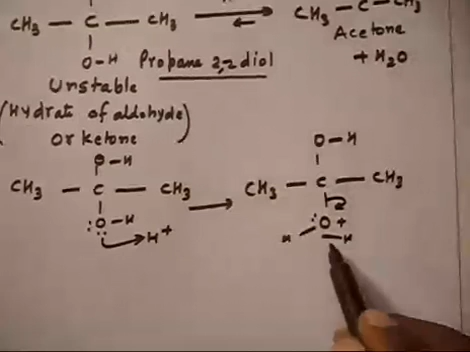 CH₃ — C — CH₃
CH₃ — C — CH₃
O-H Propane 2,2 diol
Acetone
+ H₂O
Unstable
(Hydrate of aldehyde)
or ketone
O-H
O-H
CH₃ — C — CH₃
CH₃ — C — CH₃
:O-H
H⁺
:O+
H H